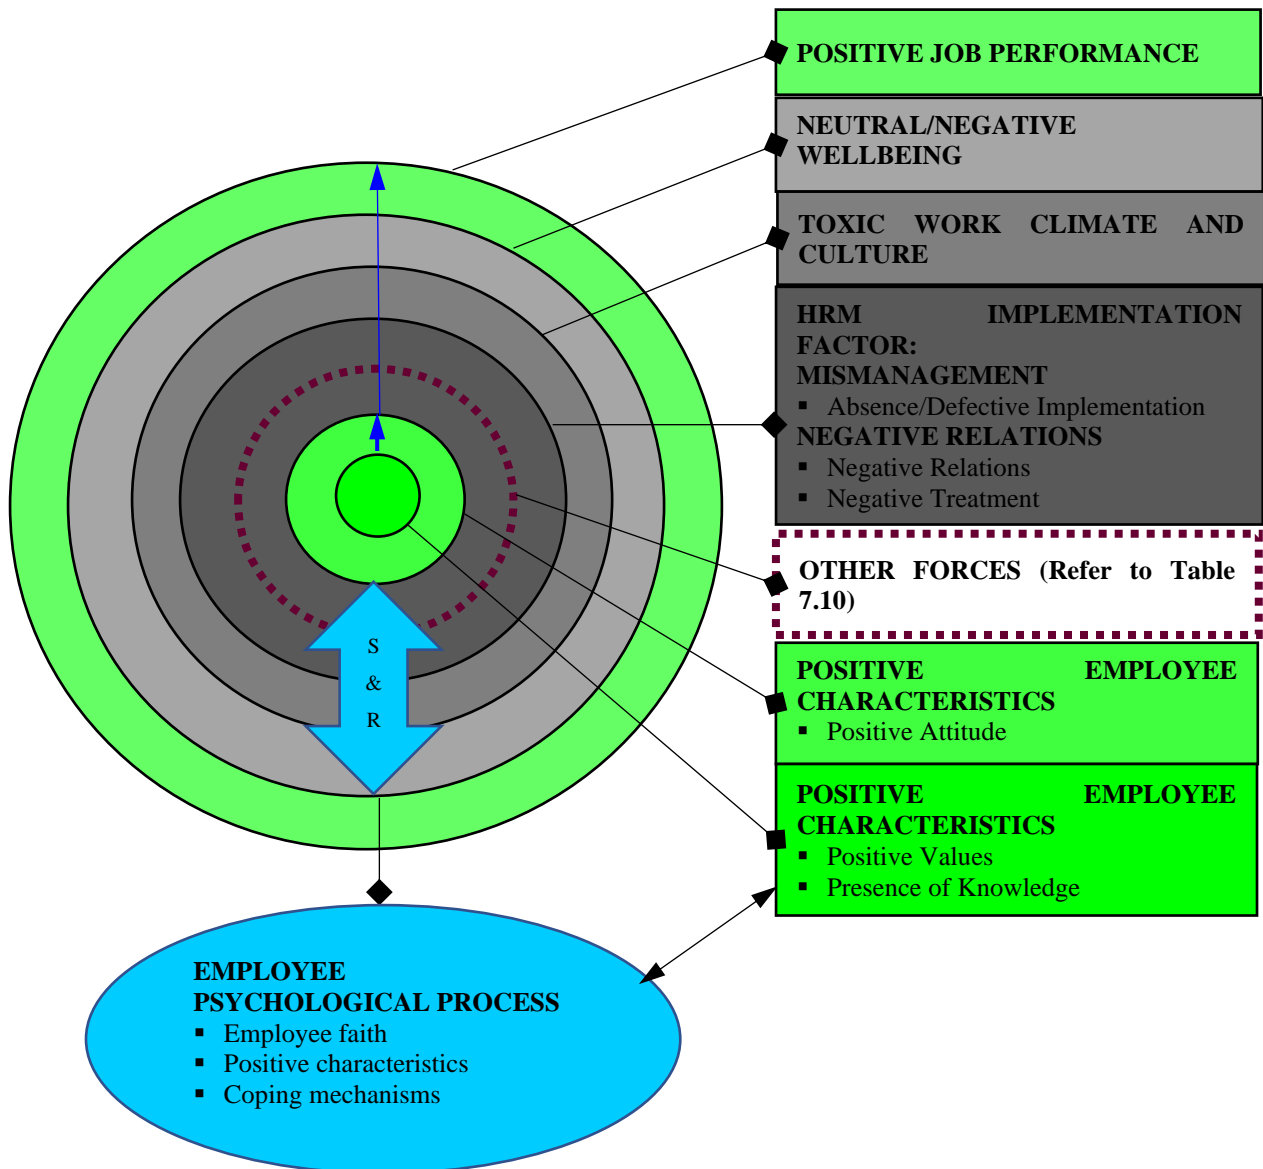 POSITIVE JOB PERFORMANCE
NEUTRAL/NEGATIVE
WELLBEING
TOXIC WORK CLIMATE AND
CULTURE
HRM IMPLEMENTATION
FACTOR:
MISMANAGEMENT
▪ Absence/Defective Implementation
NEGATIVE RELATIONS
▪ Negative Relations
▪ Negative Treatment
OTHER FORCES (Refer to Table
7.10)
POSITIVE EMPLOYEE
CHARACTERISTICS
▪ Positive Attitude
POSITIVE EMPLOYEE
CHARACTERISTICS
▪ Positive Values
▪ Presence of Knowledge
S
&
R
EMPLOYEE
PSYCHOLOGICAL PROCESS
▪ Employee faith
▪ Positive characteristics
▪ Coping mechanisms